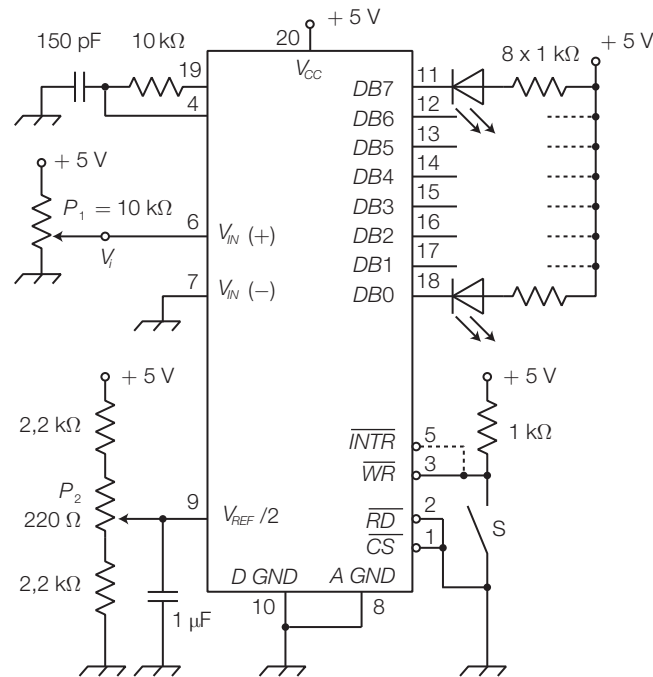 + 5 V
150 pF
10 kΩ
20
V_CC
19
4
+ 5 V
P₁ = 10 kΩ
6
V_IN (+)
V_i
7
V_IN (−)
+ 5 V
2,2 kΩ
P₂
220 Ω
9
V_REF /2
2,2 kΩ
1 μF
D GND
A GND
10
8
8 x 1 kΩ
+ 5 V
DB7 11
DB6 12
DB5 13
DB4 14
DB3 15
DB2 16
DB1 17
DB0 18
+ 5 V
1 kΩ
INTR 5
WR 3
RD 2
CS 1
S